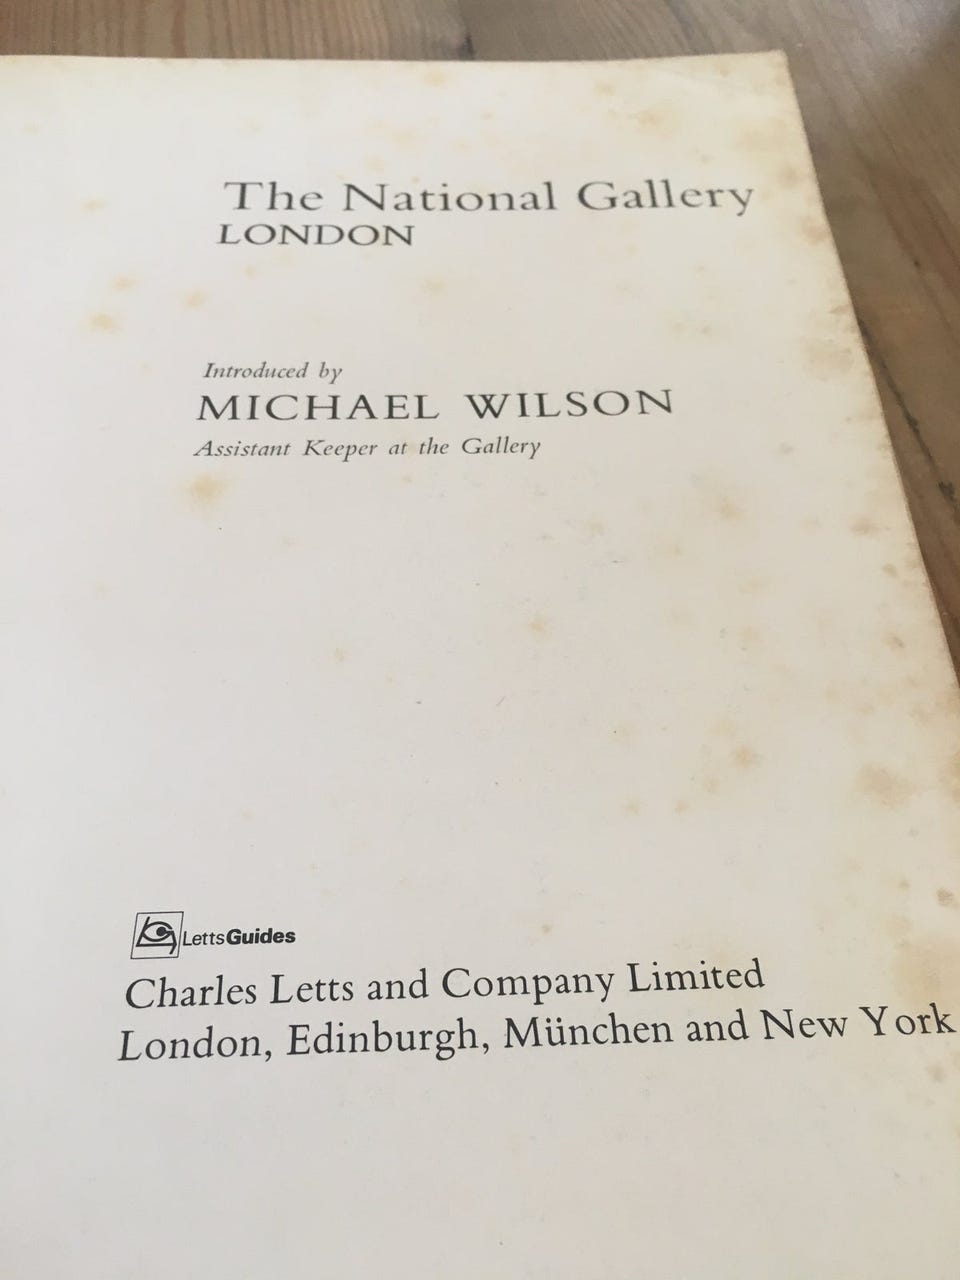 The National Gallery
LONDON
Introduced by
MICHAEL WILSON
Assistant Keeper at the Gallery
LettsGuides
Charles Letts and Company Limited
London, Edinburgh, München and New York